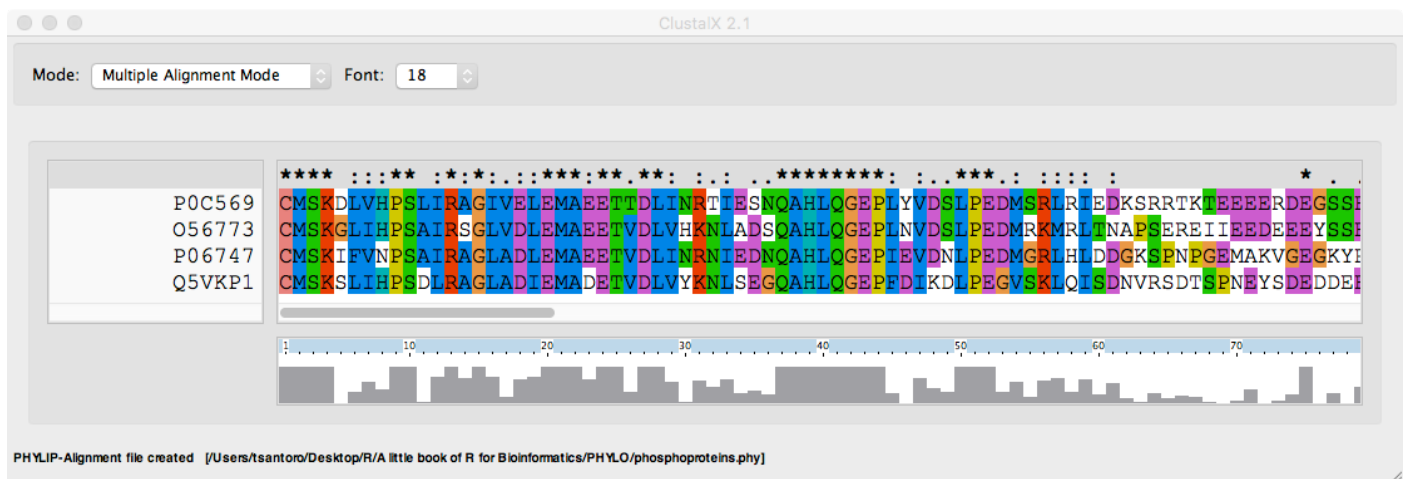 ClustalX 2.1
Mode: Multiple Alignment Mode Font: 18
**** :::** :*:*:.::***:**.**: :.: ..********: :..***.: :::: : * . .
P0C569 CMSKDLVHPSLIRAGIVELEMAEETTDLINRTIESNQAHLQGEPLYVDSLPEDMSRLRIEDKSRRTKTEEEERDEGSS
O56773 CMSKGLIHPSAIRSGLVDLEMAEETVDLVHKNLADSQAHLQGEPLNVDSLPEDMRKMRLTNAPSEREIIEEDEEEYSS
P06747 CMSKIFVNPSAIRAGLADLEMAEETVDLINRNIEDNQAHLQGEPIEVDNLPEDMGRLHLDDGKSPNPGEMAKVGEGKY
Q5VKP1 CMSKSLIHPSDLRAGLADIEMADETVDLVYKNLSEGQAHLQGEPFDIKDLPEGVSKLQISDNVRSDTSPNEYSDEDDE
1 10 20 30 40 50 60 70
PHYLIP-Alignment file created [/Users/tsantoro/Desktop/R/A little book of R for Bioinformatics/PHYLO/phosphoproteins.phy]